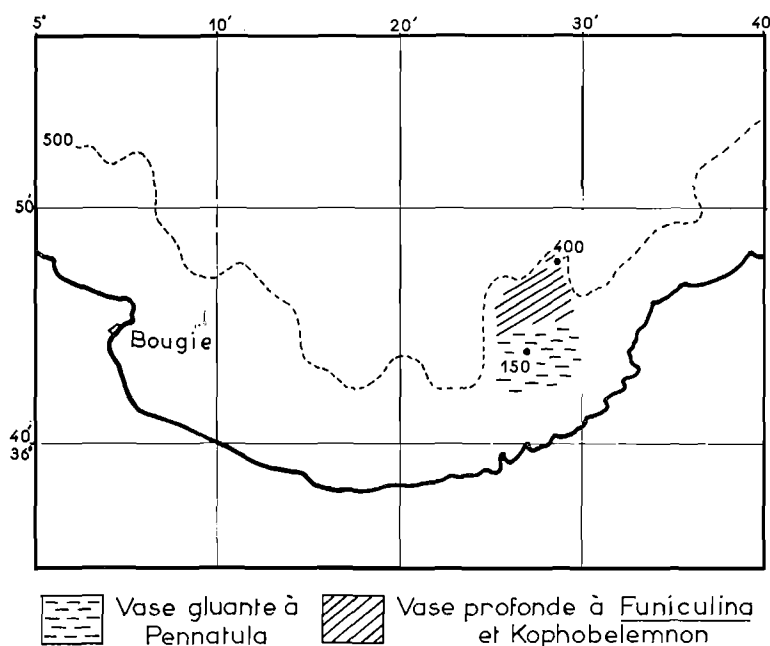 5° 10' 20' 30' 40
500
50'
400
Bougie
150
40'
36°
Vase gluante à Pennatula
Vase profonde à Funiculina et Kophobelemnon